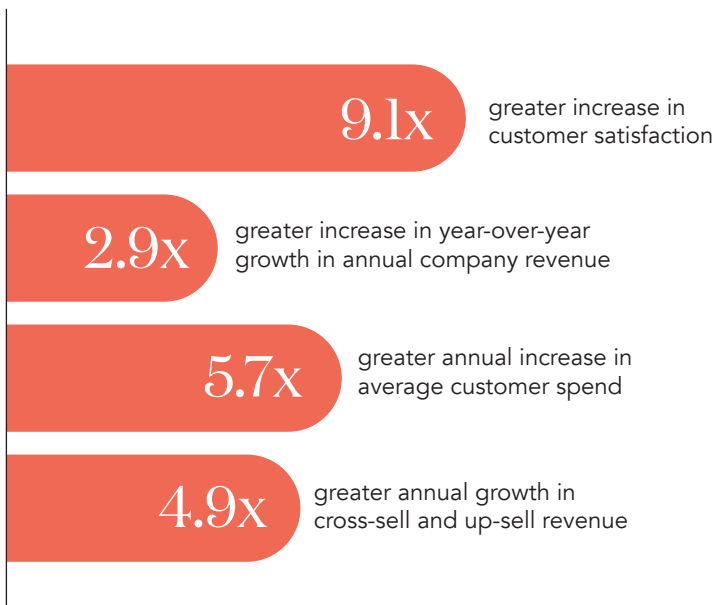 9.1x
greater increase in
customer satisfaction
2.9x
greater increase in year-over-year
growth in annual company revenue
5.7x
greater annual increase in
average customer spend
4.9x
greater annual growth in
cross-sell and up-sell revenue